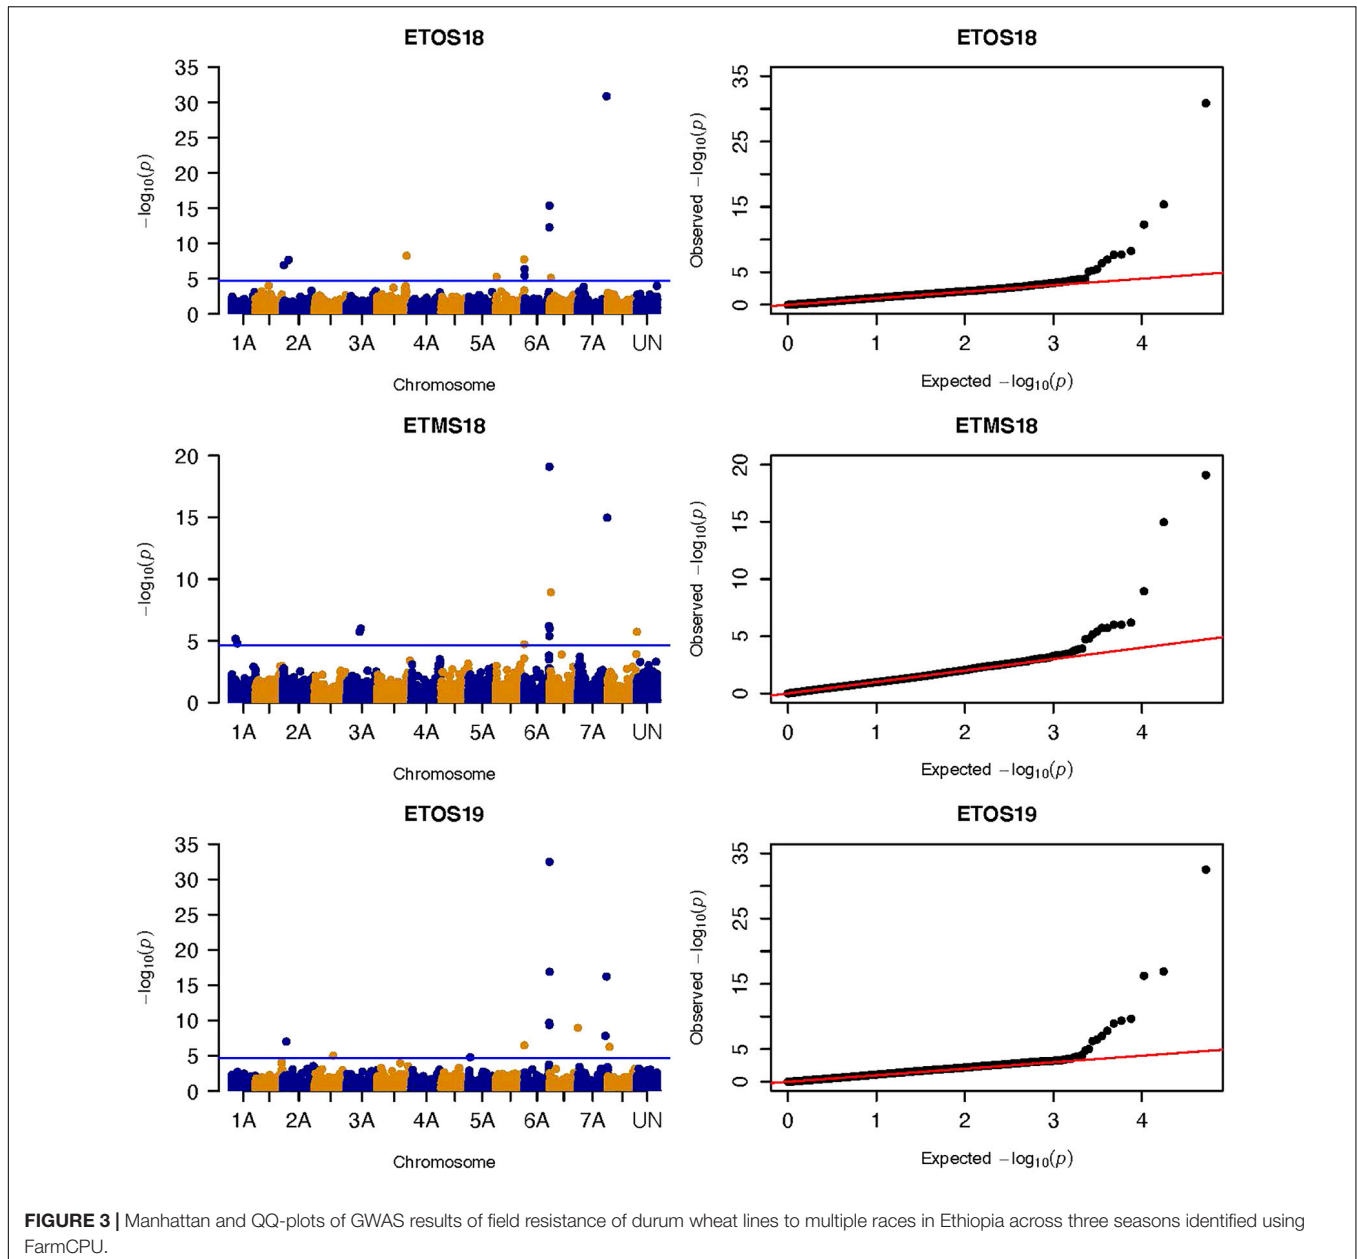 ETOS18
−log10(p)
35
30
25
20
15
10
5
0
1A 2A 3A 4A 5A 6A 7A UN
Chromosome
ETOS18
Observed −log10(p)
35
25
15
5
0
0 1 2 3 4
Expected −log10(p)
ETMS18
−log10(p)
20
15
10
5
0
1A 2A 3A 4A 5A 6A 7A UN
Chromosome
ETMS18
Observed −log10(p)
20
15
10
5
0
0 1 2 3 4
Expected −log10(p)
ETOS19
−log10(p)
35
30
25
20
15
10
5
0
1A 2A 3A 4A 5A 6A 7A UN
Chromosome
ETOS19
Observed −log10(p)
35
25
15
5
0
0 1 2 3 4
Expected −log10(p)
FIGURE 3 | Manhattan and QQ-plots of GWAS results of field resistance of durum wheat lines to multiple races in Ethiopia across three seasons identified using
FarmCPU.